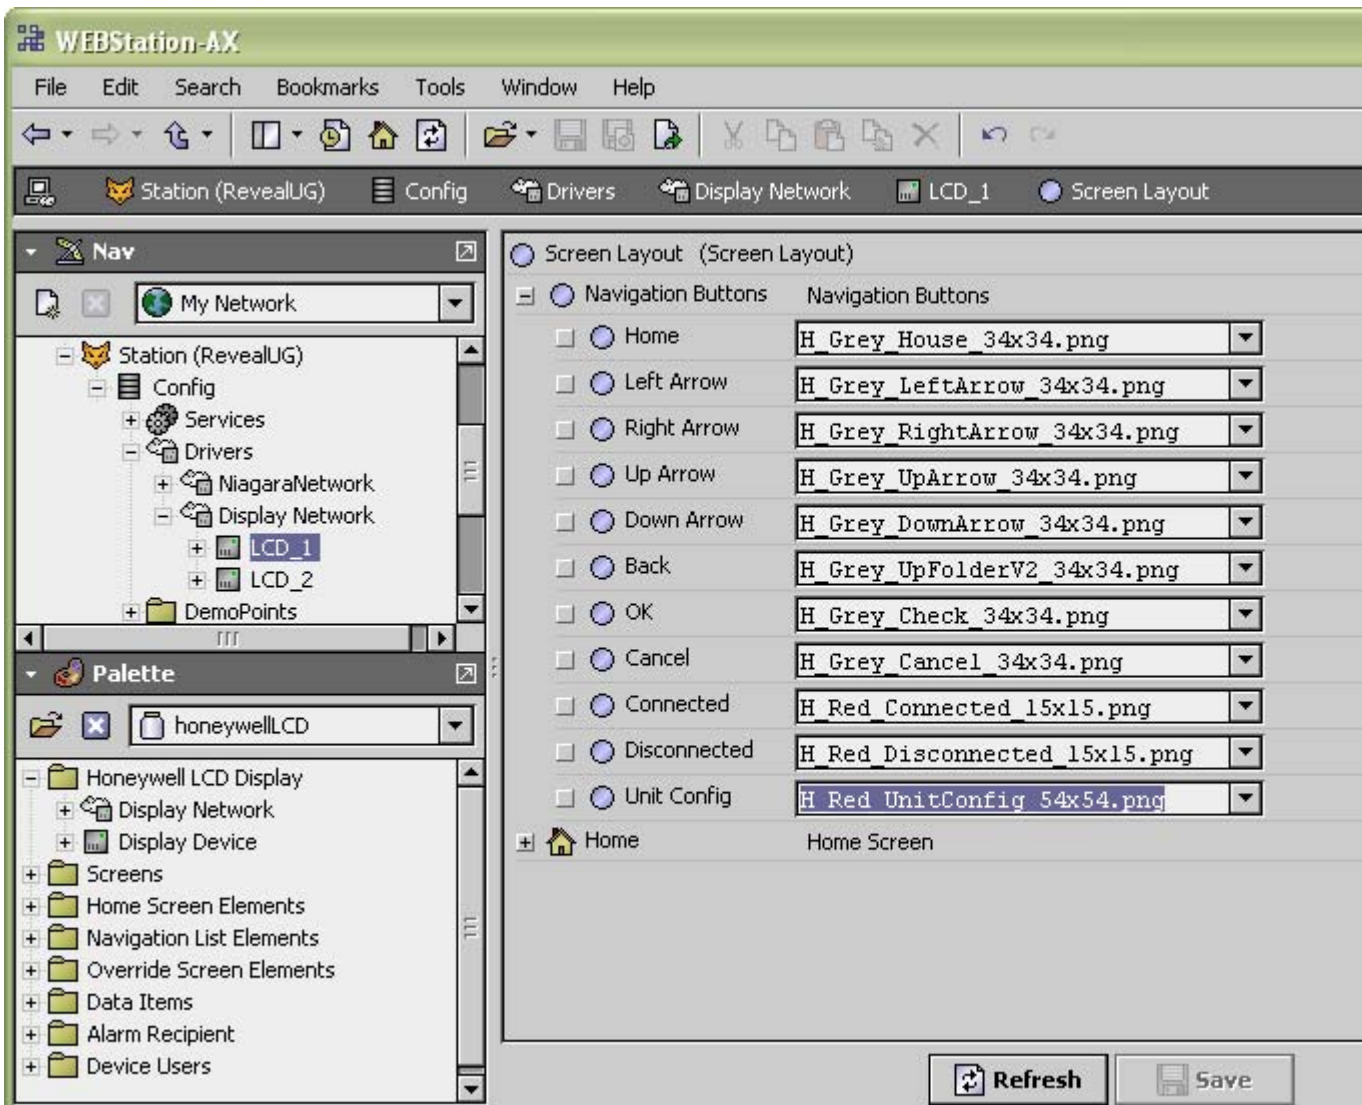 WEBStation-AX
File Edit Search Bookmarks Tools Window Help
Station (RevealUG) Config Drivers Display Network LCD_1 Screen Layout
Nav
My Network
Station (RevealUG)
Config
Services
Drivers
NiagaraNetwork
Display Network
LCD_1
LCD_2
DemoPoints
Palette
honeywellLCD
Honeywell LCD Display
Display Network
Display Device
Screens
Home Screen Elements
Navigation List Elements
Override Screen Elements
Data Items
Alarm Recipient
Device Users
Screen Layout (Screen Layout)
Navigation Buttons Navigation Buttons
Home H_Grey_House_34x34.png
Left Arrow H_Grey_LeftArrow_34x34.png
Right Arrow H_Grey_RightArrow_34x34.png
Up Arrow H_Grey_UpArrow_34x34.png
Down Arrow H_Grey_DownArrow_34x34.png
Back H_Grey_UpFolderV2_34x34.png
OK H_Grey_Check_34x34.png
Cancel H_Grey_Cancel_34x34.png
Connected H_Red_Connected_15x15.png
Disconnected H_Red_Disconnected_15x15.png
Unit Config H_Red_UnitConfig_54x54.png
Home Home Screen
Refresh Save